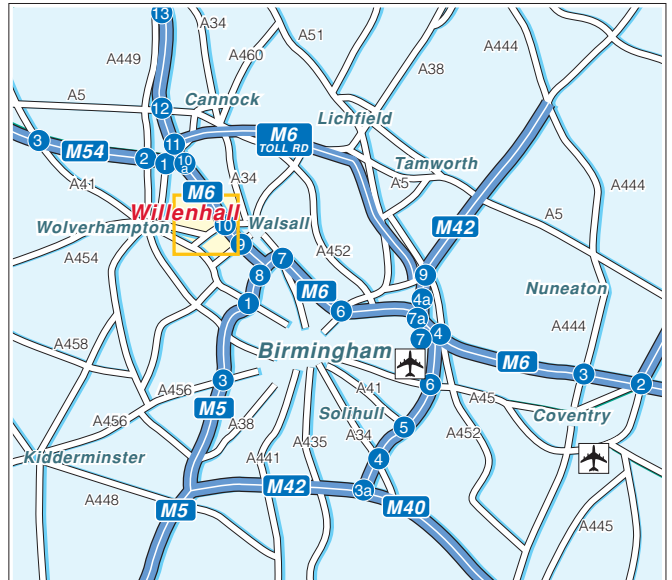 13
A34
A449
A460
A51
A444
A38
A5
Cannock
12
Lichfield
3
M54
11
M6
TOLL RD
2
1
10a
Tamworth
A41
M6
A34
A5
A444
Willenhall
Wolverhampton
10
Walsall
A5
9
M42
A454
A452
7
8
9
Nuneaton
M6
4a
1
6
7a
A444
A458
7
4
Birmingham
M6
3
A456
3
6
2
A41
A45
M5
Solihull
Coventry
A456
A38
A435
A34
5
A452
Kidderminster
A441
4
A448
M42
3a
M5
M40
A445